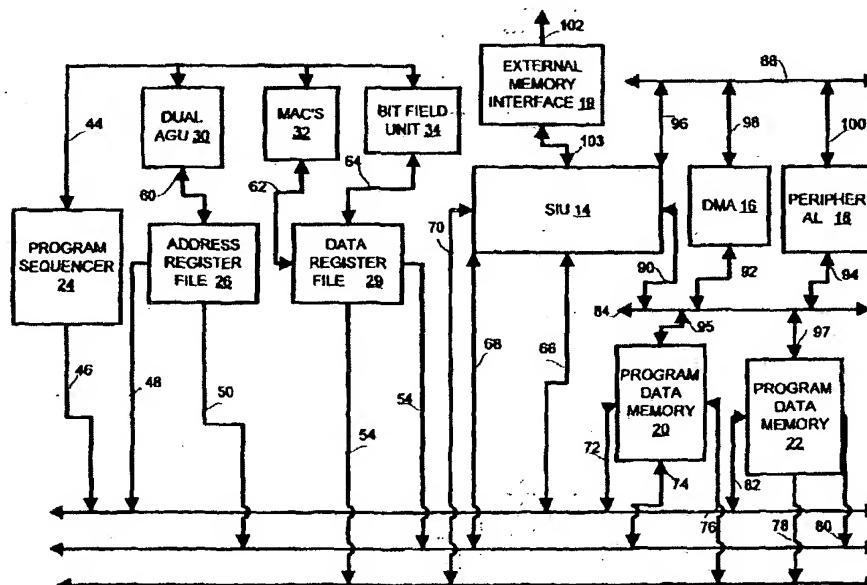 102
EXTERNAL
MEMORY
INTERFACE 19
88
44
DUAL
AGU 30
MAC'S
32
BIT FIELD
UNIT 34
96
98
100
103
60
62
64
SIU 14
DMA 16
PERIPHER
AL 18
70
PROGRAM
SEQUENCER
24
ADDRESS
REGISTER
FILE 26
DATA
REGISTER
FILE 29
90
92
94
84
95
97
68
66
46
48
50
54
54
PROGRAM
DATA
MEMORY
20
PROGRAM
DATA
MEMORY
22
72
74
82
76
78
80